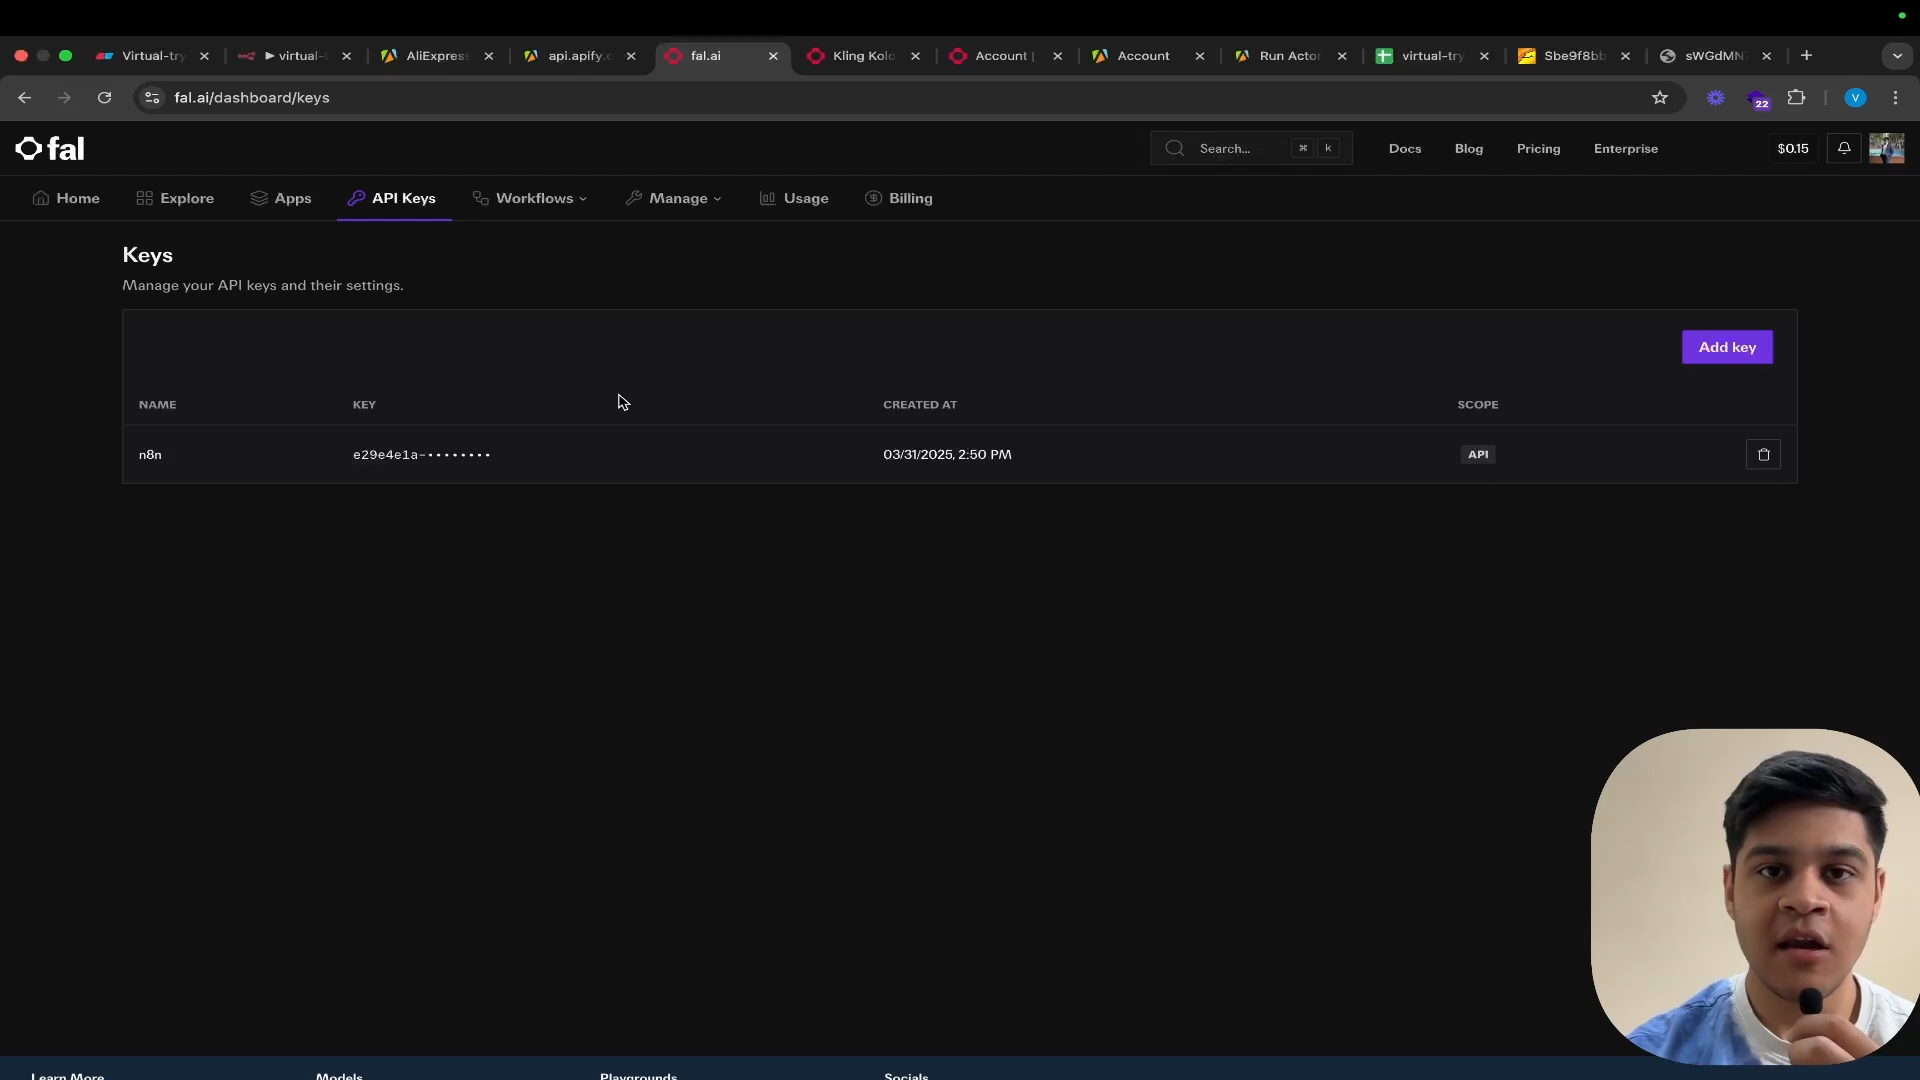 Virtual-try
▶ virtual-t
AliExpress
api.apify.c
fal.ai
Kling Kolo
Account |
Account
Run Actor
virtual-try
Sbe9f8bb
sWGdMN
fal.ai/dashboard/keys
22
V
fal
Search...
⌘
k
Docs
Blog
Pricing
Enterprise
$0.15
Home
Explore
Apps
API Keys
Workflows
Manage
Usage
Billing
Keys
Manage your API keys and their settings.
Add key
NAME
KEY
CREATED AT
SCOPE
n8n
e29e4e1a-••••••••
03/31/2025, 2:50 PM
API
Learn More
Models
Playgrounds
Socials